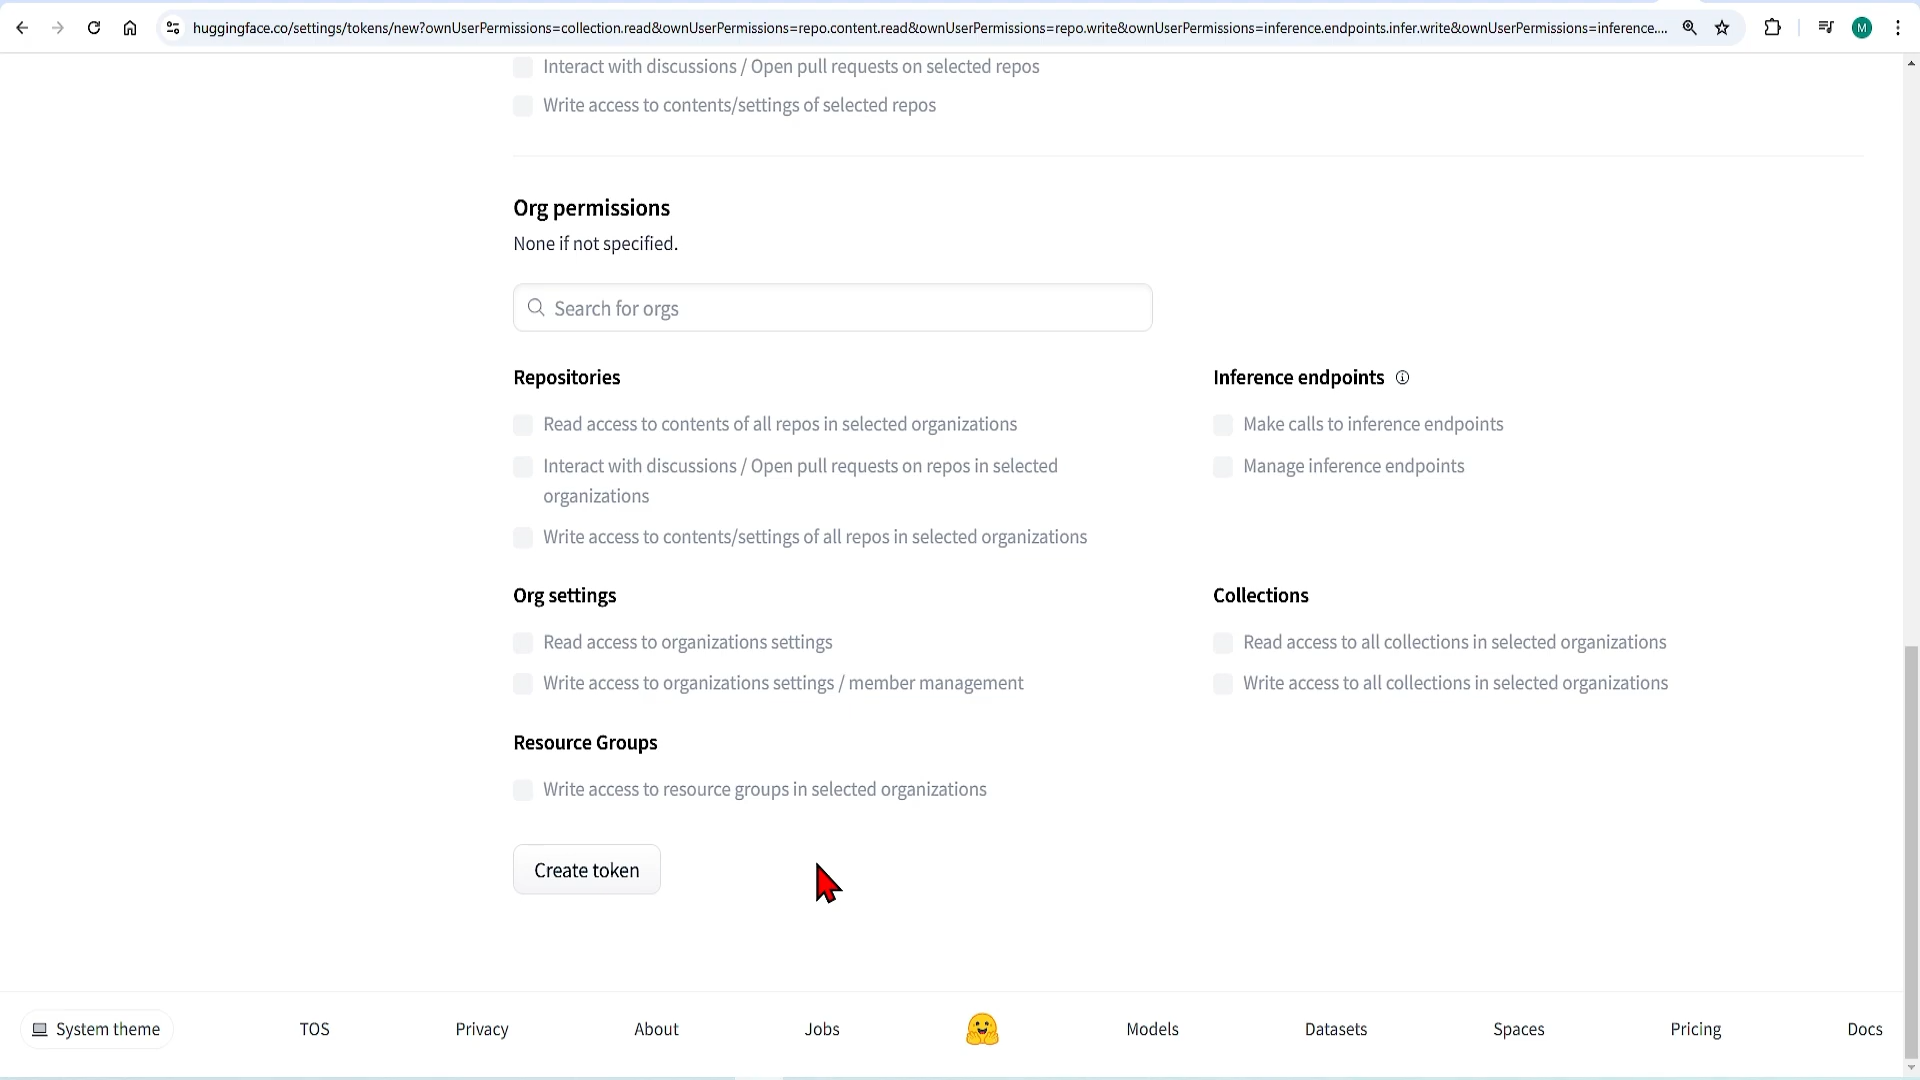 huggingface.co/settings/tokens/new?ownUserPermissions=collection.read&ownUserPermissions=repo.content.read&ownUserPermissions=repo.write&ownUserPermissions=inference.endpoints.infer.write&ownUserPermissions=inference....
M
Interact with discussions / Open pull requests on selected repos
Write access to contents/settings of selected repos
Org permissions
None if not specified.
Search for orgs
Repositories
Read access to contents of all repos in selected organizations
Interact with discussions / Open pull requests on repos in selected
organizations
Write access to contents/settings of all repos in selected organizations
Inference endpoints
Make calls to inference endpoints
Manage inference endpoints
Org settings
Read access to organizations settings
Write access to organizations settings / member management
Collections
Read access to all collections in selected organizations
Write access to all collections in selected organizations
Resource Groups
Write access to resource groups in selected organizations
Create token
System theme
TOS
Privacy
About
Jobs
Models
Datasets
Spaces
Pricing
Docs